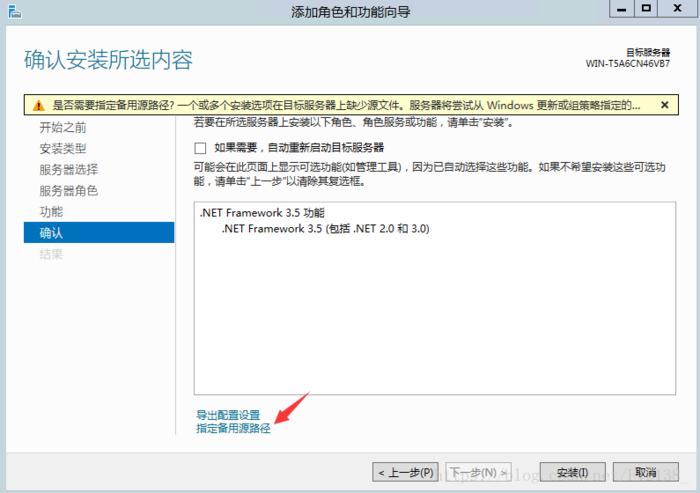 添加角色和功能向导
确认安装所选内容
目标服务器
WIN-T5A6CN46VB7
是否需要指定备用源路径? 一个或多个安装选项在目标服务器上缺少源文件。服务器将尝试从 Windows 更新或组策略指定的...
开始之前
安装类型
服务器选择
服务器角色
功能
确认
结果
若要在所选服务器上安装以下角色、角色服务或功能，请单击“安装”。
如果需要，自动重新启动目标服务器
可能会在此页面上显示可选功能(如管理工具)，因为已自动选择这些功能。如果不希望安装这些可选功
能，请单击“上一步”以清除其复选框。
.NET Framework 3.5 功能
.NET Framework 3.5 (包括 .NET 2.0 和 3.0)
导出配置设置
指定备用源路径
< 上一步(P)
下一步(N) >
安装(I)
取消